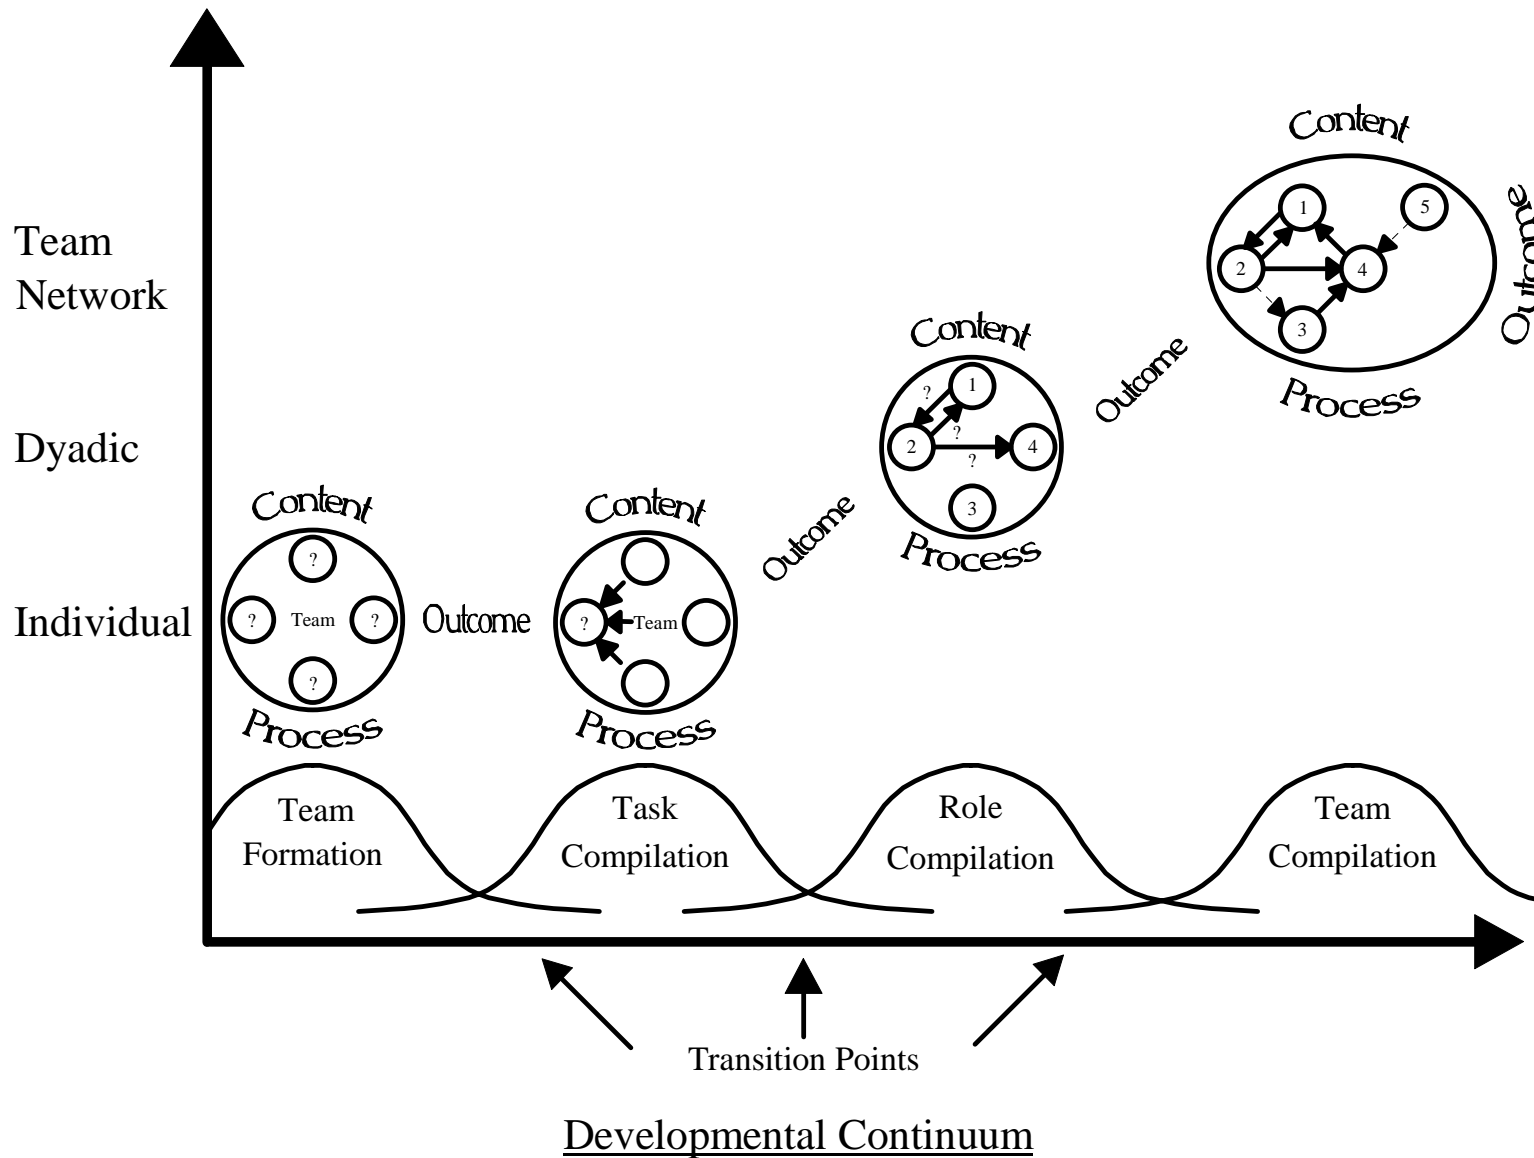 Content
Outcome
1
5
2
4
3
Process
Team
Network
Content
Outcome
?
1
2
?
4
?
3
Process
Dyadic
Outcome
Content
?
?
Team
?
?
Process
Individual
Outcome
Content
?
Team
Process
Team
Formation
Task
Compilation
Role
Compilation
Team
Compilation
Transition Points
Developmental Continuum